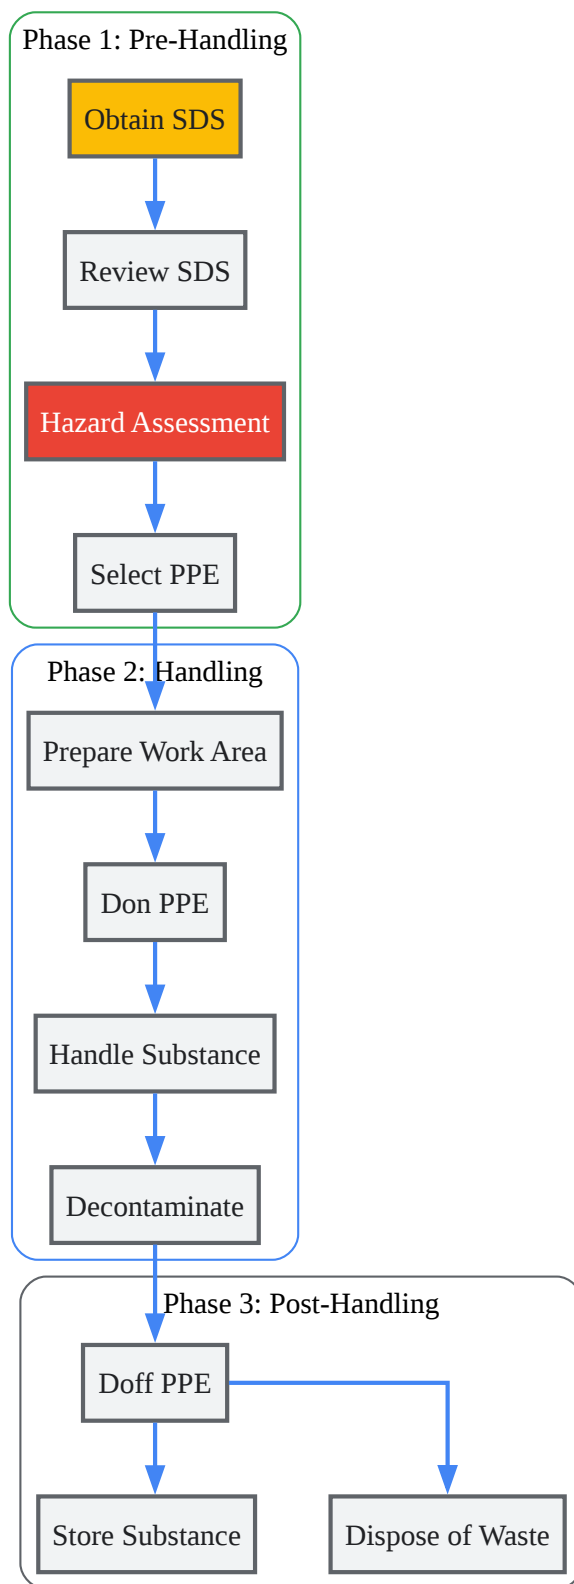 Phase 1: Pre-Handling
Obtain SDS
Review SDS
Hazard Assessment
Select PPE
Phase 2: Handling
Prepare Work Area
Don PPE
Handle Substance
Decontaminate
Phase 3: Post-Handling
Doff PPE
Store Substance
Dispose of Waste